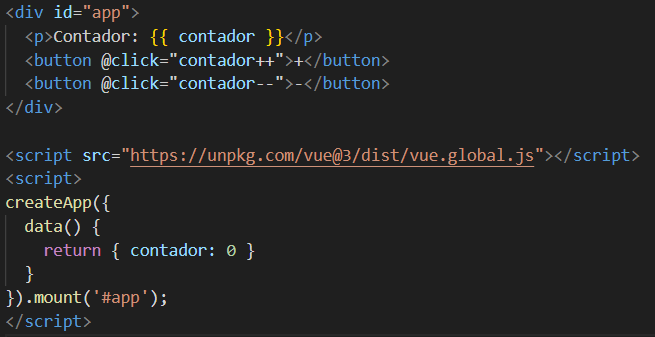 <div id="app">
  <p>Contador: {{ contador }}</p>
  <button @click="contador++">+</button>
  <button @click="contador--">-</button>
</div>

<script src="https://unpkg.com/vue@3/dist/vue.global.js"></script>
<script>
createApp({
  data() {
    return { contador: 0 }
  }
}).mount('#app');
</script>